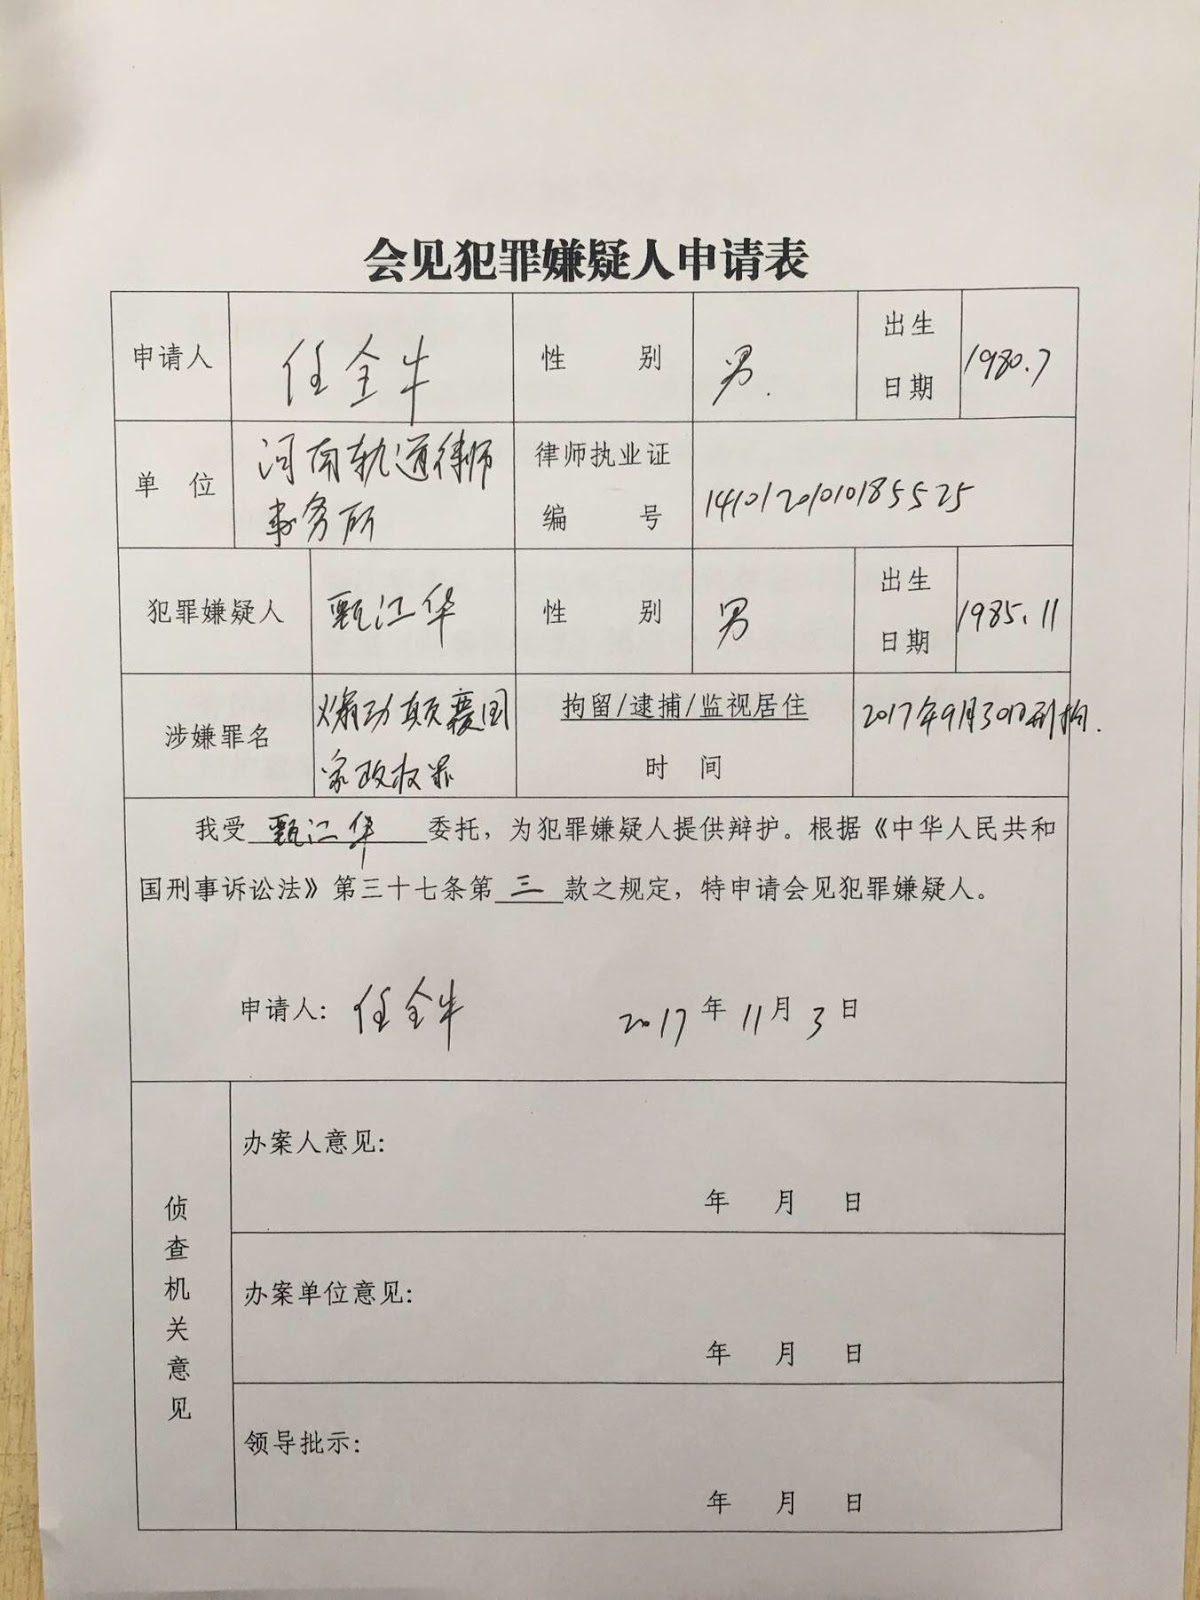 会见犯罪嫌疑人申请表
申请人 任全牛 性 别 男. 出生日期 1980.7
单 位 河南轨道律师事务所 律师执业证编 号 14101201010185525
犯罪嫌疑人 甄江华 性 别 男 出生日期 1985.11
涉嫌罪名 煽动颠覆国家政权罪 拘留/逮捕/监视居住时 间 2017年9月30日刑拘.
我受 甄江华 委托，为犯罪嫌疑人提供辩护。根据《中华人民共和
国刑事诉讼法》第三十七条第 三 款之规定，特申请会见犯罪嫌疑人。
申请人：任全牛 2017年11月3日
侦查机关意见
办案人意见：
年 月 日
办案单位意见：
年 月 日
领导批示：
年 月 日